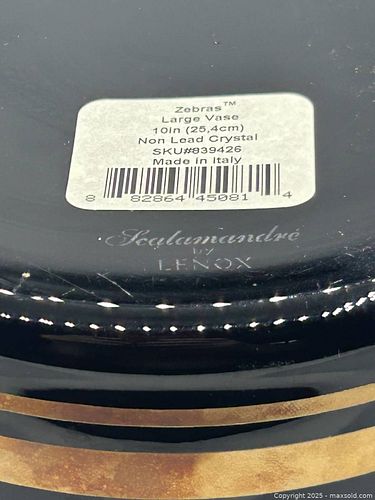 Zebras™
Large Vase
10in (25,4cm)
Non Lead Crystal
SKU#839426
Made in Italy
8 82864 45081 4
Scalamandré
by
LENOX
Copyright 2025 - maxsold.com